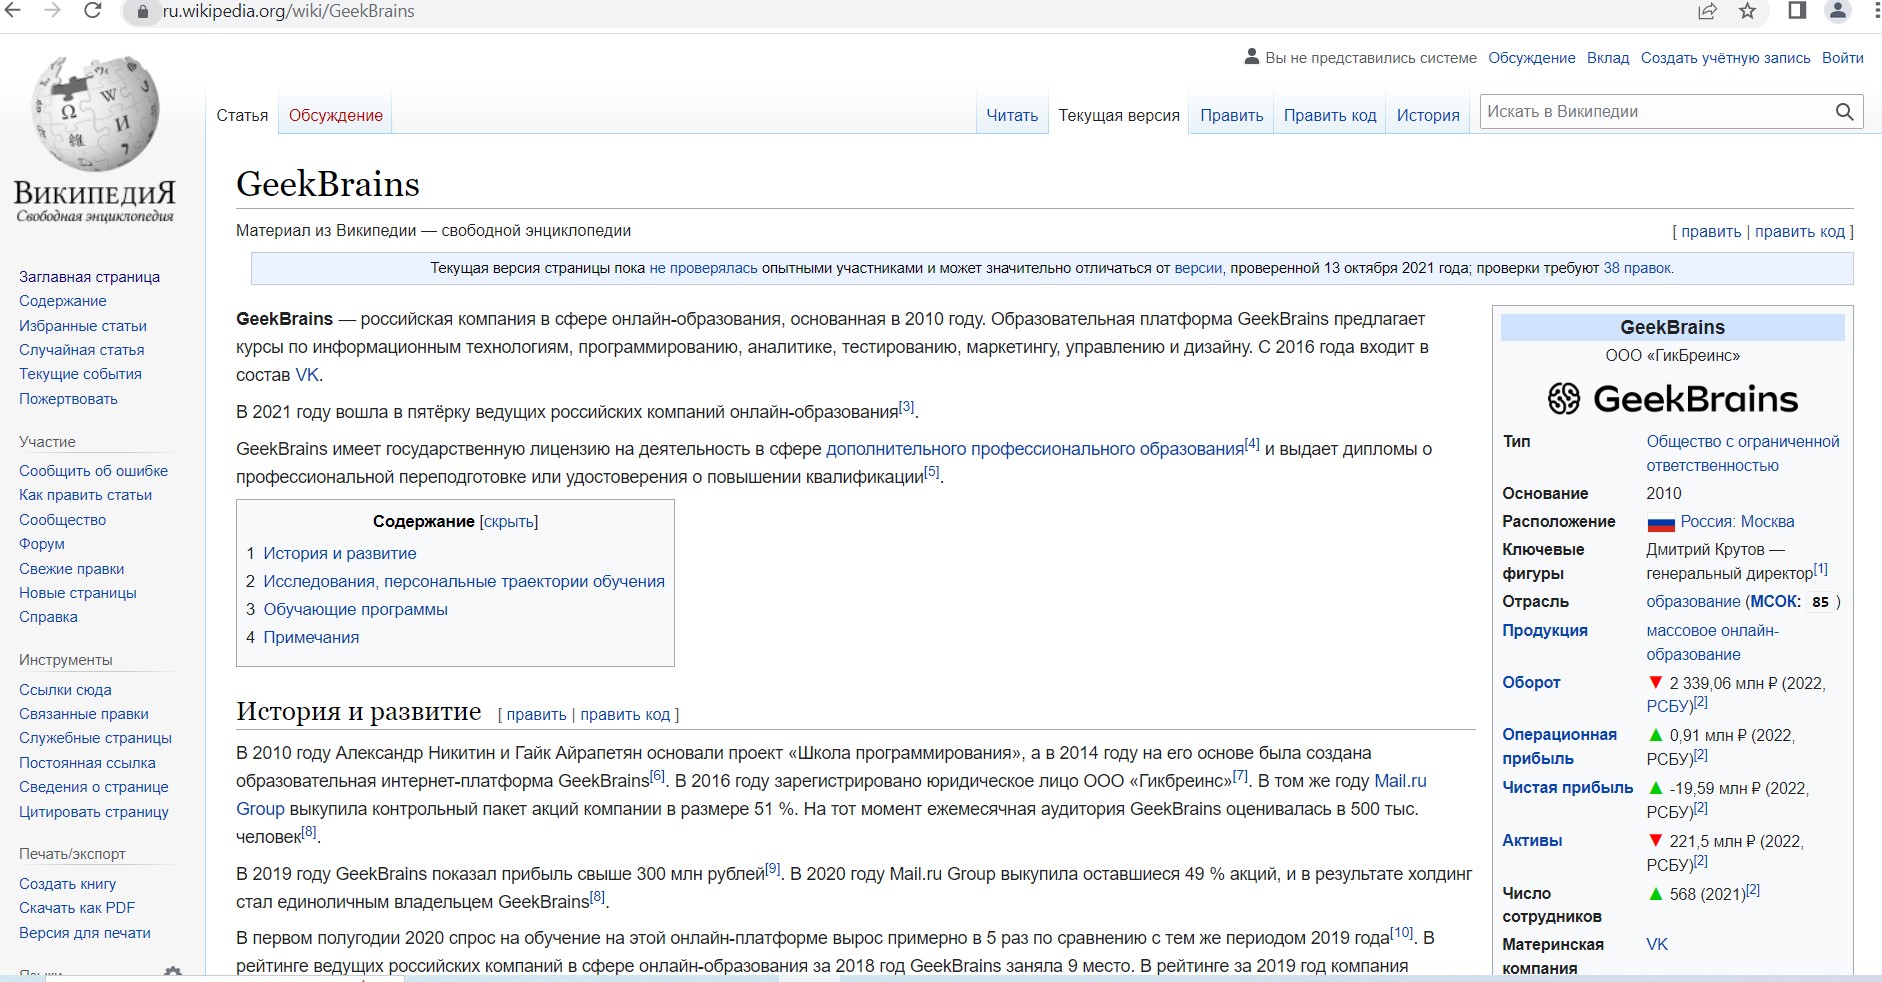 ru.wikipedia.org/wiki/GeekBrains
Вы не представились системе Обсуждение Вклад Создать учётную запись Войти
Статья Обсуждение Читать Текущая версия Править Править код История Искать в Википедии
ВикипедиЯ
Свободная энциклопедия
Заглавная страница
Содержание
Избранные статьи
Случайная статья
Текущие события
Пожертвовать
Участие
Сообщить об ошибке
Как править статьи
Сообщество
Форум
Свежие правки
Новые страницы
Справка
Инструменты
Ссылки сюда
Связанные правки
Служебные страницы
Постоянная ссылка
Сведения о странице
Цитировать страницу
Печать/экспорт
Создать книгу
Скачать как PDF
Версия для печати
GeekBrains
Материал из Википедии — свободной энциклопедии [ править | править код ]
Текущая версия страницы пока не проверялась опытными участниками и может значительно отличаться от версии, проверенной 13 октября 2021 года; проверки требуют 38 правок.
GeekBrains — российская компания в сфере онлайн-образования, основанная в 2010 году. Образовательная платформа GeekBrains предлагает
курсы по информационным технологиям, программированию, аналитике, тестированию, маркетингу, управлению и дизайну. С 2016 года входит в
состав VK.
В 2021 году вошла в пятёрку ведущих российских компаний онлайн-образования[3].
GeekBrains имеет государственную лицензию на деятельность в сфере дополнительного профессионального образования[4] и выдает дипломы о
профессиональной переподготовке или удостоверения о повышении квалификации[5].
Содержание [скрыть]
1 История и развитие
2 Исследования, персональные траектории обучения
3 Обучающие программы
4 Примечания
История и развитие [ править | править код ]
В 2010 году Александр Никитин и Гайк Айрапетян основали проект «Школа программирования», а в 2014 году на его основе была создана
образовательная интернет-платформа GeekBrains[6]. В 2016 году зарегистрировано юридическое лицо ООО «Гикбреинс»[7]. В том же году Mail.ru
Group выкупила контрольный пакет акций компании в размере 51 %. На тот момент ежемесячная аудитория GeekBrains оценивалась в 500 тыс.
человек[8].
В 2019 году GeekBrains показал прибыль свыше 300 млн рублей[9]. В 2020 году Mail.ru Group выкупила оставшиеся 49 % акций, и в результате холдинг
стал единоличным владельцем GeekBrains[8].
В первом полугодии 2020 спрос на обучение на этой онлайн-платформе вырос примерно в 5 раз по сравнению с тем же периодом 2019 года[10]. В
рейтинге ведущих российских компаний в сфере онлайн-образования за 2018 год GeekBrains заняла 9 место. В рейтинге за 2019 год компания
GeekBrains
ООО «ГикБреинс»
GeekBrains
Тип Общество с ограниченной
ответственностью
Основание 2010
Расположение Россия: Москва
Ключевые Дмитрий Крутов —
фигуры генеральный директор[1]
Отрасль образование (МСОК: 85 )
Продукция массовое онлайн-
образование
Оборот ▼ 2 339,06 млн ₽ (2022,
РСБУ)[2]
Операционная ▲ 0,91 млн ₽ (2022,
прибыль РСБУ)[2]
Чистая прибыль ▲ -19,59 млн ₽ (2022,
РСБУ)[2]
Активы ▼ 221,5 млн ₽ (2022,
РСБУ)[2]
Число ▲ 568 (2021)[2]
сотрудников
Материнская VK
компания